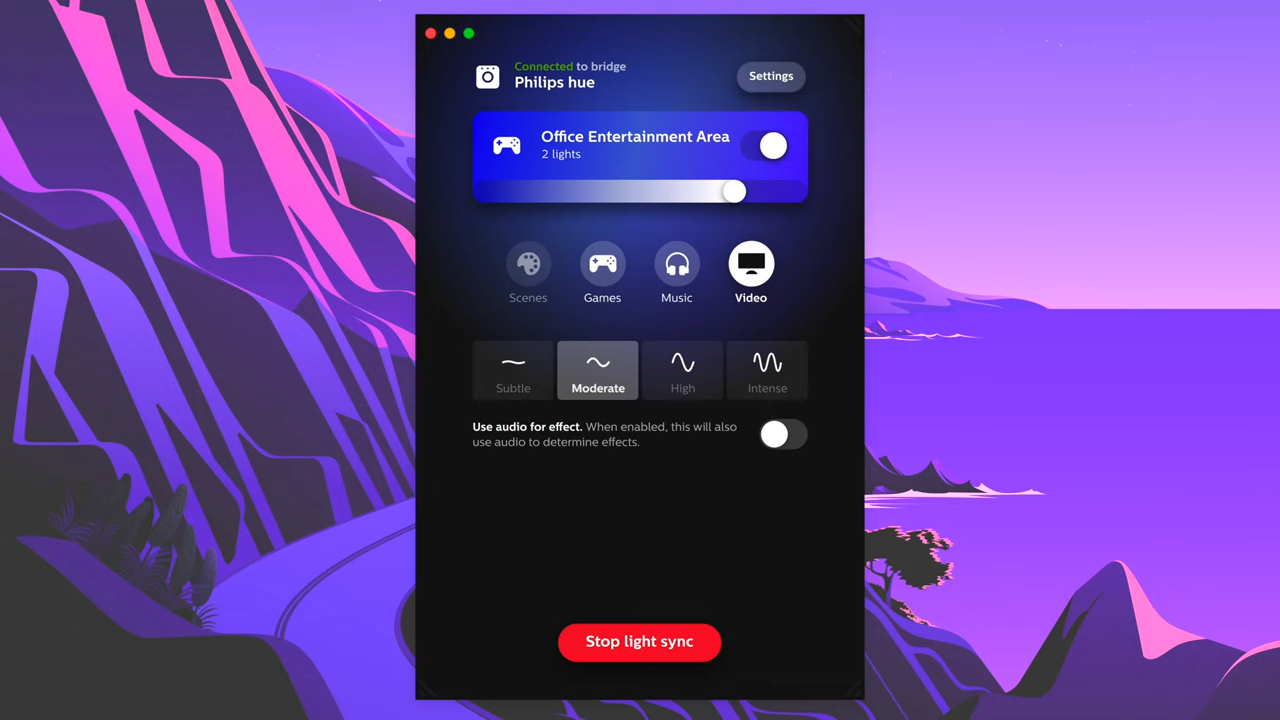 Connected to bridge
Philips hue
Settings
Office Entertainment Area
2 lights
Scenes
Games
Music
Video
Subtle
Moderate
High
Intense
Use audio for effect. When enabled, this will also
use audio to determine effects.
Stop light sync